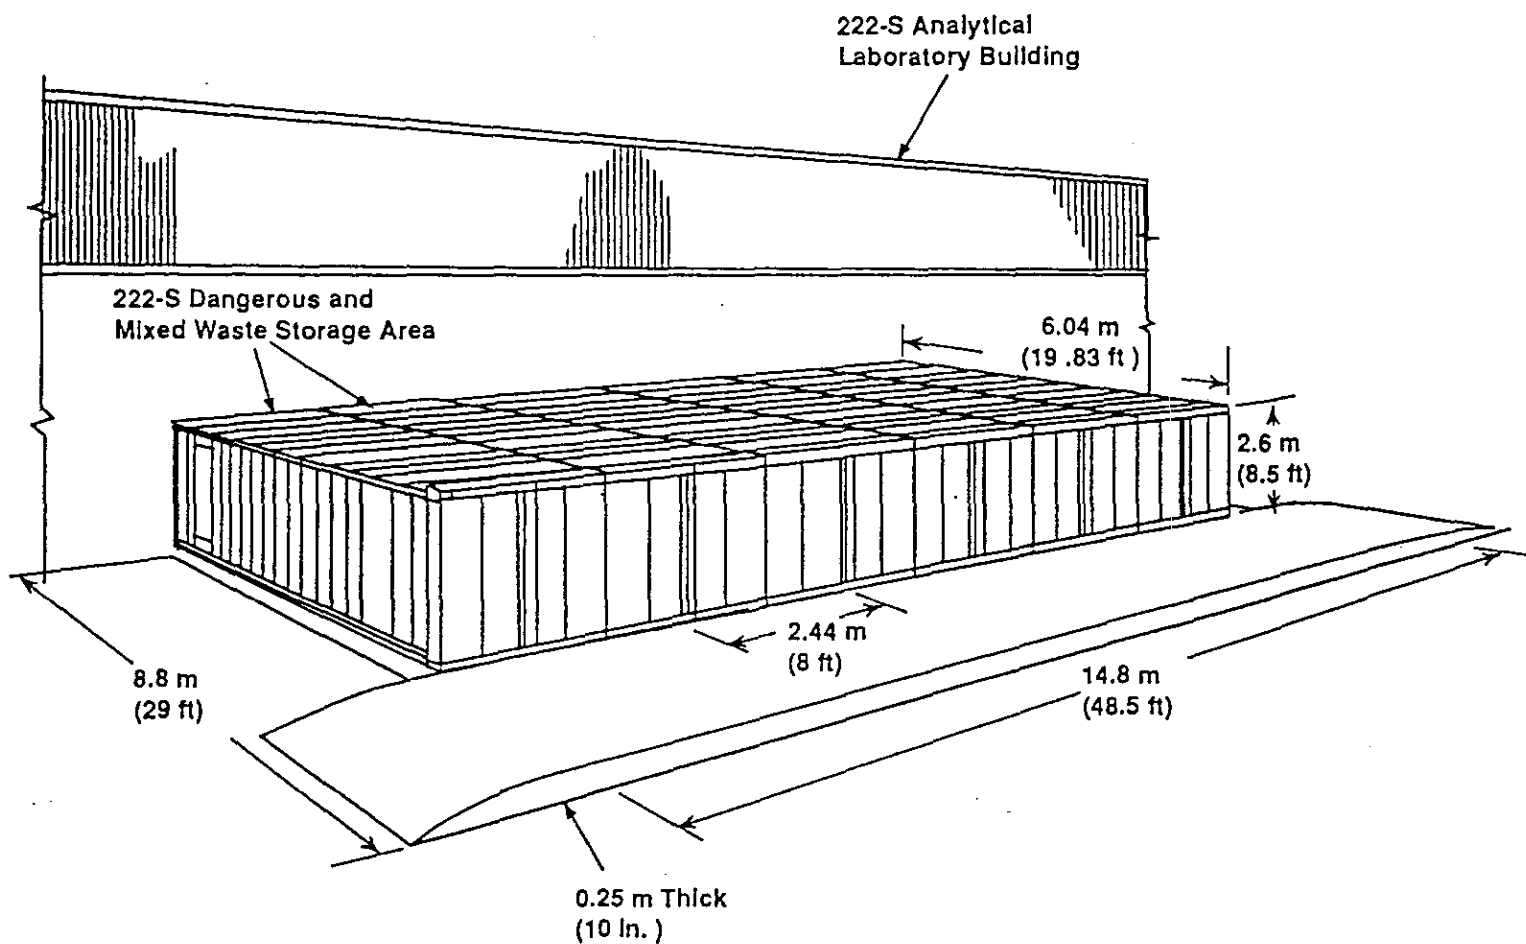 222-S Analytical
Laboratory Building
222-S Dangerous and
Mixed Waste Storage Area
6.04 m
(19 .83 ft )
2.6 m
(8.5 ft)
2.44 m
(8 ft)
8.8 m
(29 ft)
14.8 m
(48.5 ft)
0.25 m Thick
(10 In. )